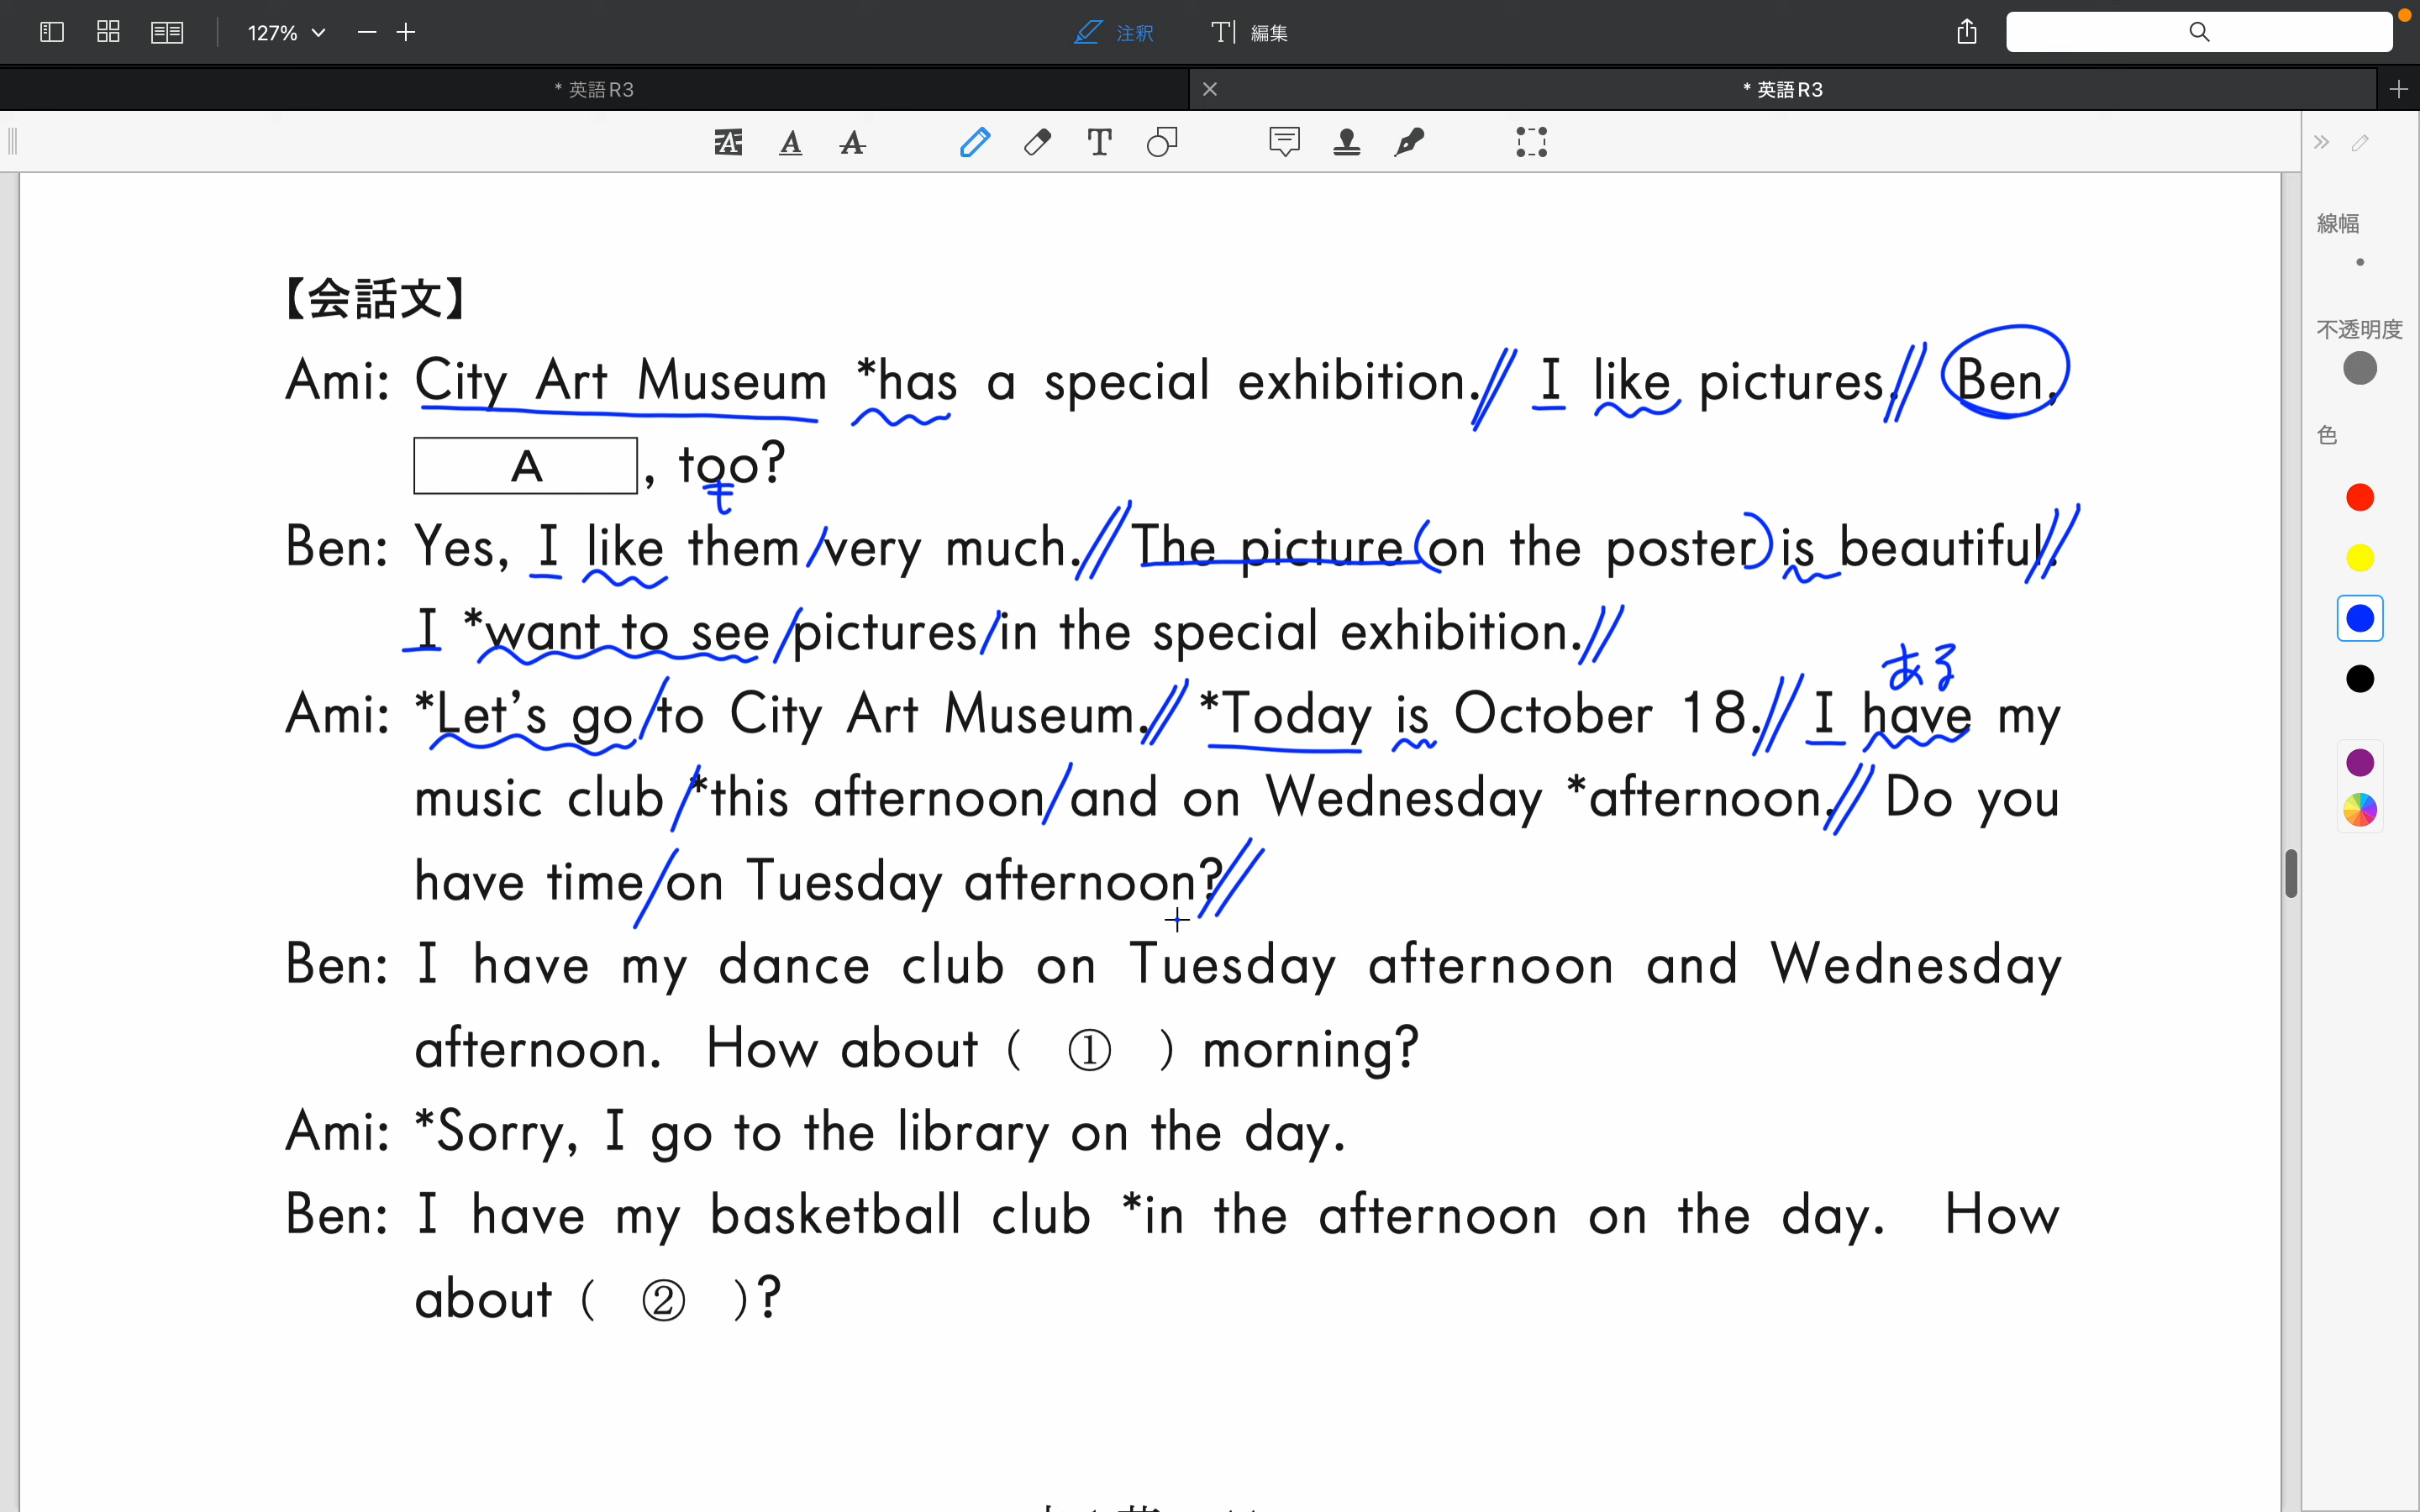 127%
注釈
編集
* 英語R3
* 英語R3
線幅
不透明度
色
【会話文】
Ami: City Art Museum *has a special exhibition. I like pictures. Ben,
A , too?
も
Ben: Yes, I like them very much. The picture on the poster is beautiful.
I *want to see pictures in the special exhibition.
ある
Ami: *Let's go to City Art Museum. *Today is October 18. I have my
music club *this afternoon and on Wednesday *afternoon. Do you
have time on Tuesday afternoon?
Ben: I have my dance club on Tuesday afternoon and Wednesday
afternoon. How about ( ① ) morning?
Ami: *Sorry, I go to the library on the day.
Ben: I have my basketball club *in the afternoon on the day. How
about ( ② )?